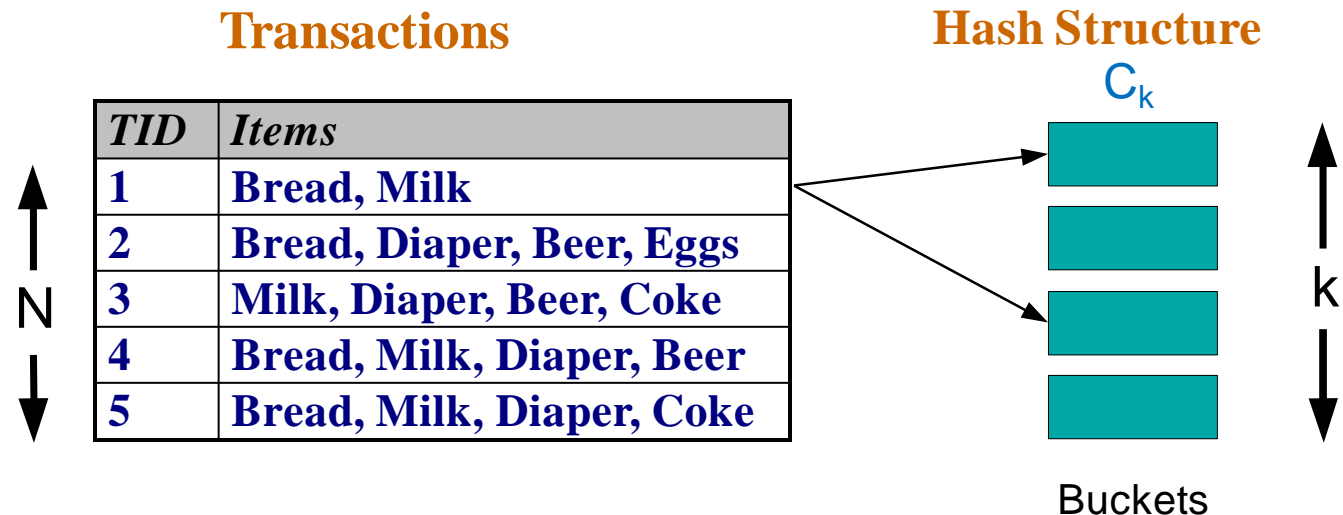 Transactions
Hash Structure
Ck
TID Items
1 Bread, Milk
2 Bread, Diaper, Beer, Eggs
3 Milk, Diaper, Beer, Coke
4 Bread, Milk, Diaper, Beer
5 Bread, Milk, Diaper, Coke
N
k
Buckets